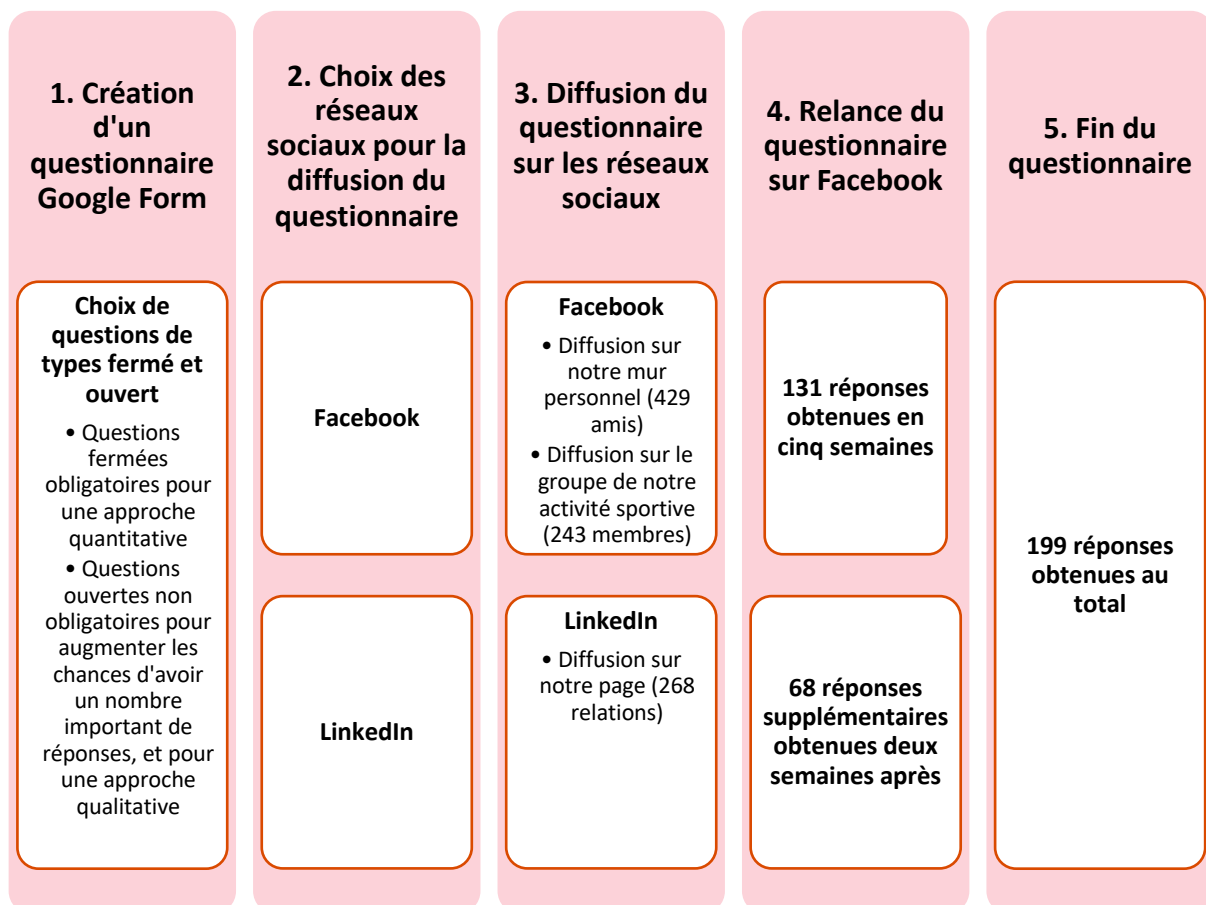 1. Création
d'un
questionnaire
Google Form
Choix de
questions de
types fermé et
ouvert
• Questions
fermées
obligatoires pour
une approche
quantitative
• Questions
ouvertes non
obligatoires pour
augmenter les
chances d'avoir
un nombre
important de
réponses, et pour
une approche
qualitative
2. Choix des
réseaux
sociaux pour la
diffusion du
questionnaire
Facebook
LinkedIn
3. Diffusion du
questionnaire
sur les réseaux
sociaux
Facebook
• Diffusion sur
notre mur
personnel (429
amis)
• Diffusion sur le
groupe de notre
activité sportive
(243 membres)
LinkedIn
• Diffusion sur
notre page (268
relations)
4. Relance du
questionnaire
sur Facebook
131 réponses
obtenues en
cinq semaines
68 réponses
supplémentaires
obtenues deux
semaines après
5. Fin du
questionnaire
199 réponses
obtenues au
total